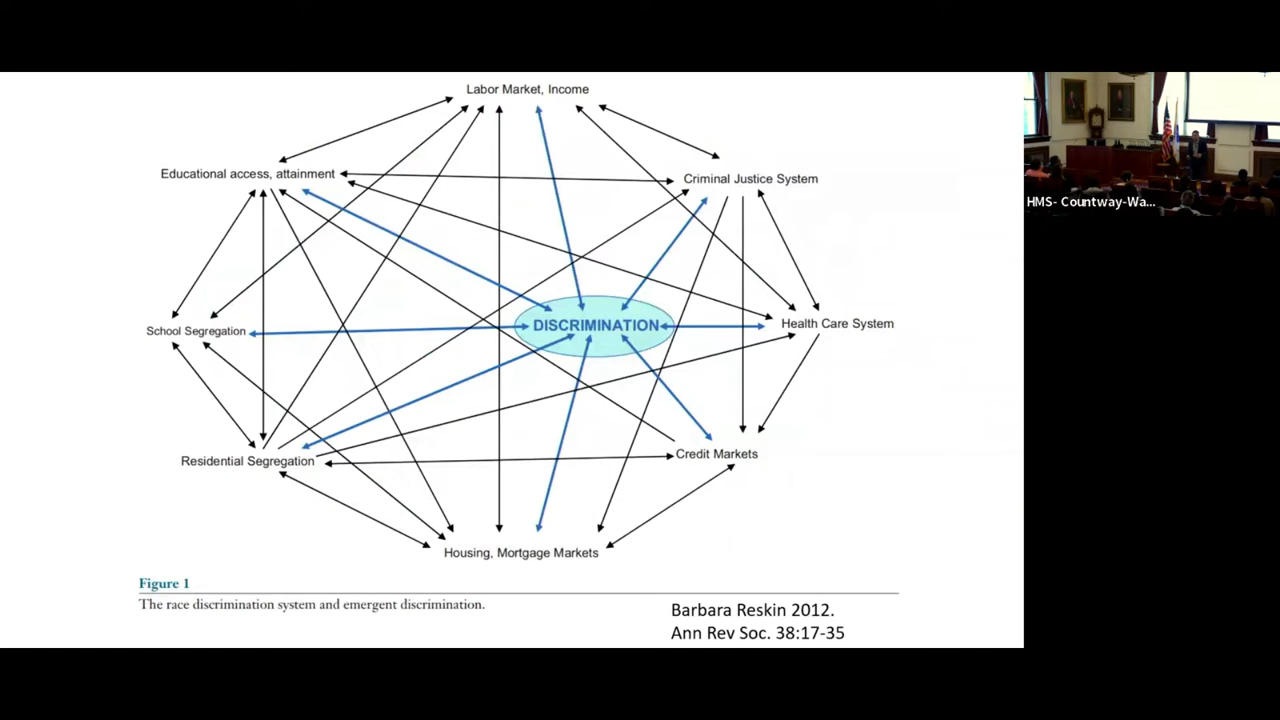 Labor Market, Income
Educational access, attainment
Criminal Justice System
HMS- Countway-Wa...
School Segregation
DISCRIMINATION
Health Care System
Residential Segregation
Credit Markets
Housing, Mortgage Markets
Figure 1
The race discrimination system and emergent discrimination.
Barbara Reskin 2012.
Ann Rev Soc. 38:17-35